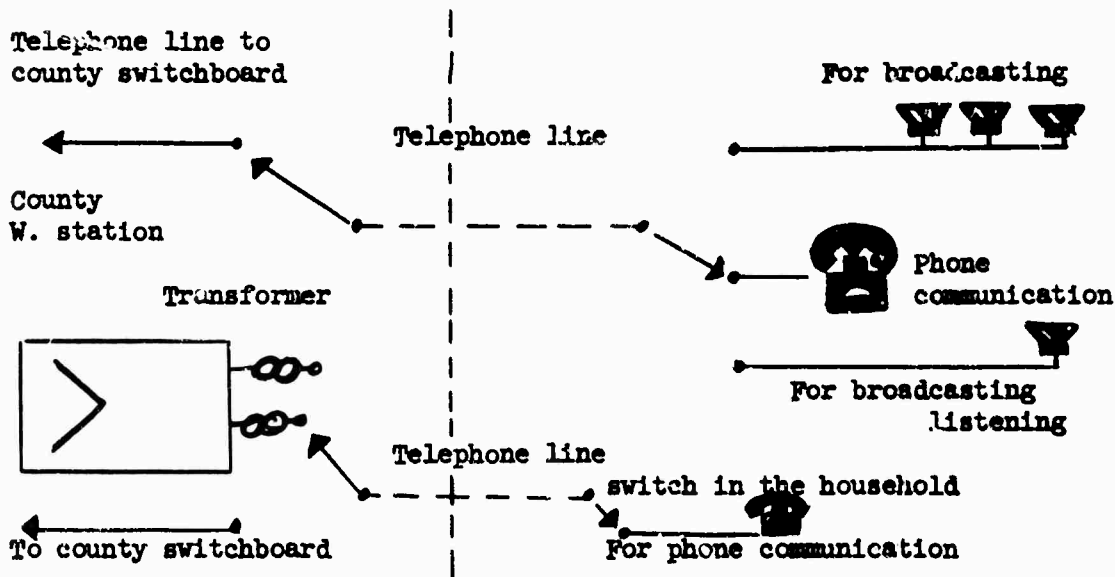 Telephone line to
county switchboard
For broadcasting
Telephone line
County
W. station
Phone
communication
Transformer
For broadcasting
listening
Telephone line
switch in the household
To county switchboard
For phone communication